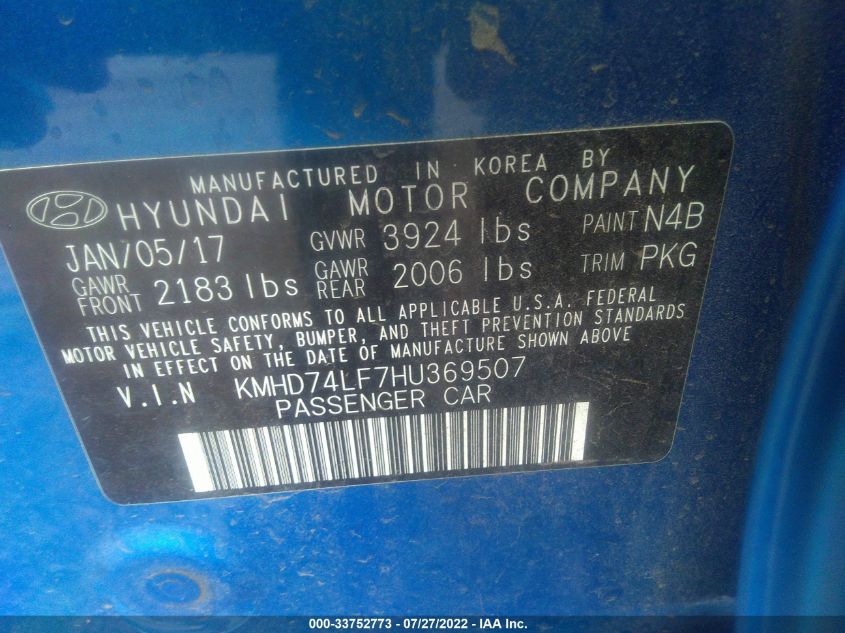 MANUFACTURED IN KOREA BY
HYUNDAI MOTOR COMPANY
JAN/05/17 GVWR 3924 lbs PAINT N4B
GAWR FRONT 2183 lbs GAWR REAR 2006 lbs TRIM PKG
THIS VEHICLE CONFORMS TO ALL APPLICABLE U.S.A. FEDERAL
MOTOR VEHICLE SAFETY, BUMPER, AND THEFT PREVENTION STANDARDS
IN EFFECT ON THE DATE OF MANUFACTURE SHOWN ABOVE
V.I.N KMHD74LF7HU369507
PASSENGER CAR
000-33752773 - 07/27/2022 - IAA Inc.